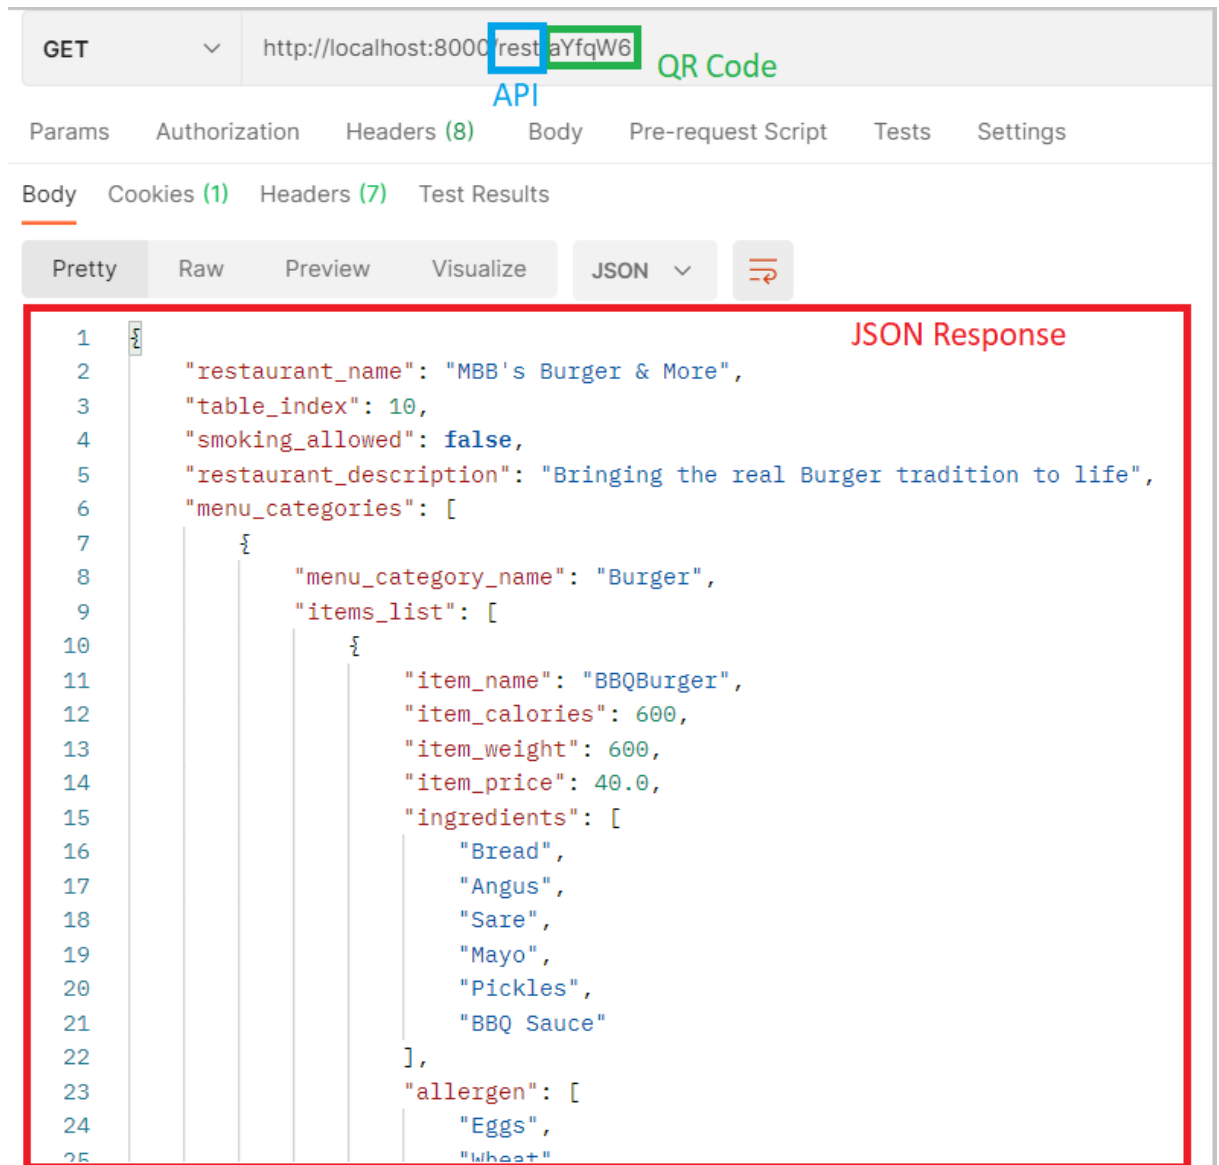 GET http://localhost:8000/rest/aYfqW6
QR Code
API
Params Authorization Headers (8) Body Pre-request Script Tests Settings
Body Cookies (1) Headers (7) Test Results
Pretty Raw Preview Visualize JSON
JSON Response
1 {
2 "restaurant_name": "MBB's Burger & More",
3 "table_index": 10,
4 "smoking_allowed": false,
5 "restaurant_description": "Bringing the real Burger tradition to life",
6 "menu_categories": [
7 {
8 "menu_category_name": "Burger",
9 "items_list": [
10 {
11 "item_name": "BBQBurger",
12 "item_calories": 600,
13 "item_weight": 600,
14 "item_price": 40.0,
15 "ingredients": [
16 "Bread",
17 "Angus",
18 "Sare",
19 "Mayo",
20 "Pickles",
21 "BBQ Sauce"
22 ],
23 "allergen": [
24 "Eggs",
25 "Wheat"